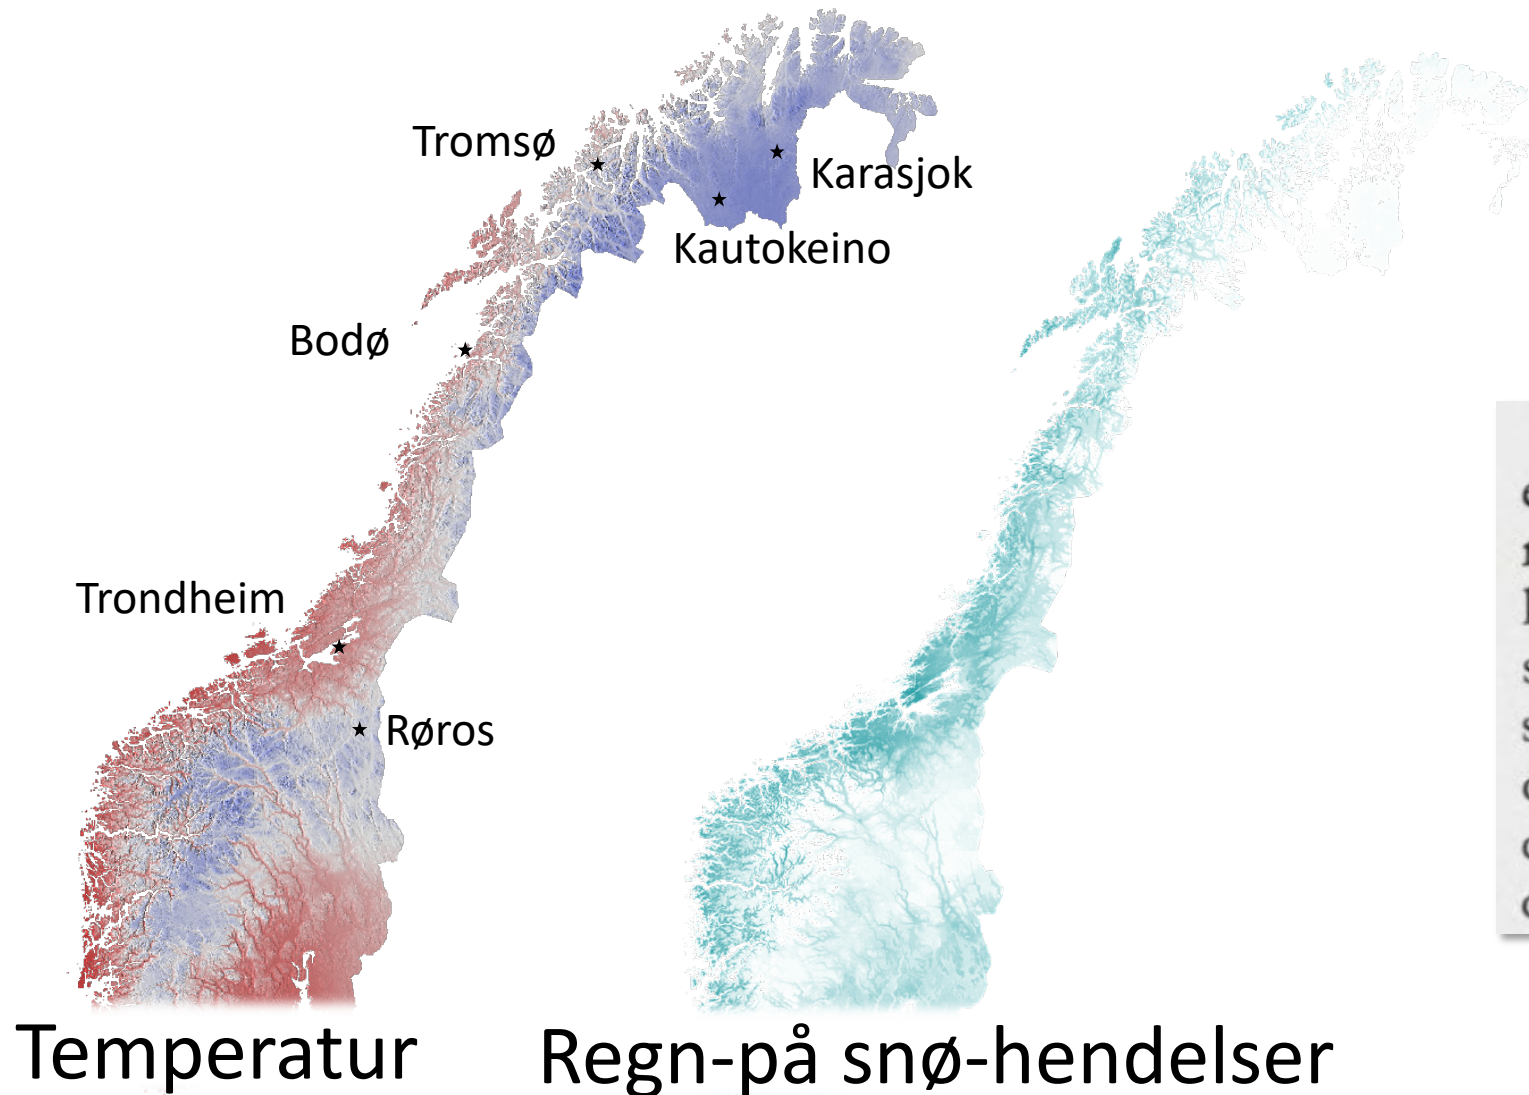 Tromsø
Karasjok
Kautokeino
Bodø
Trondheim
Røros
Temperatur
Regn-på snø-hendelser